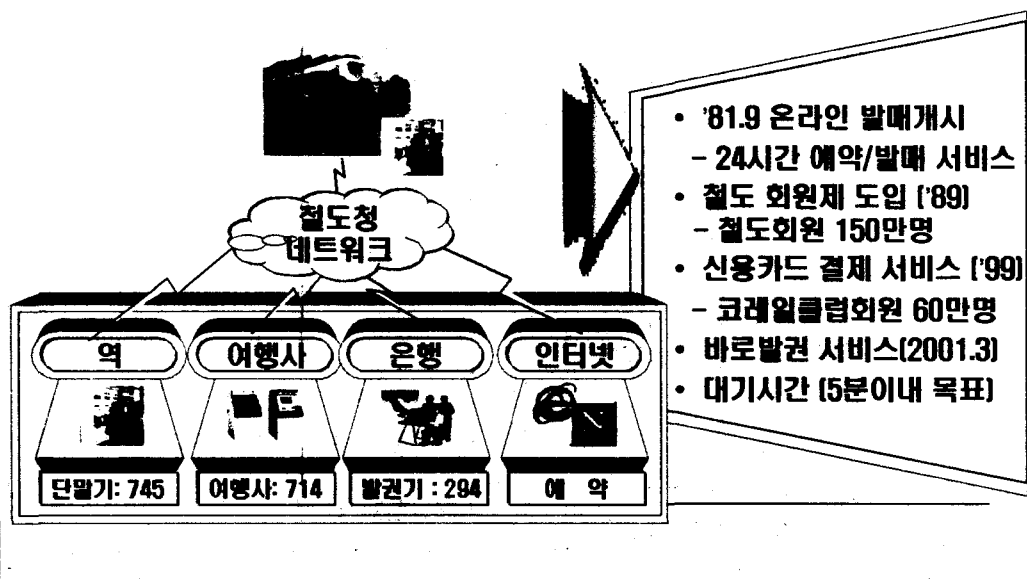 철도청
네트워크
역 여행사 은행 인터넷
단말기: 745 여행사: 714 발권기 : 294 예 약
• '81.9 온라인 발매개시
- 24시간 예약/발매 서비스
• 철도 회원제 도입 ('89)
- 철도회원 150만명
• 신용카드 결제 서비스 ('99)
- 코레일클럽회원 60만명
• 바로발권 서비스(2001.3)
• 대기시간 (5분이내 목표)